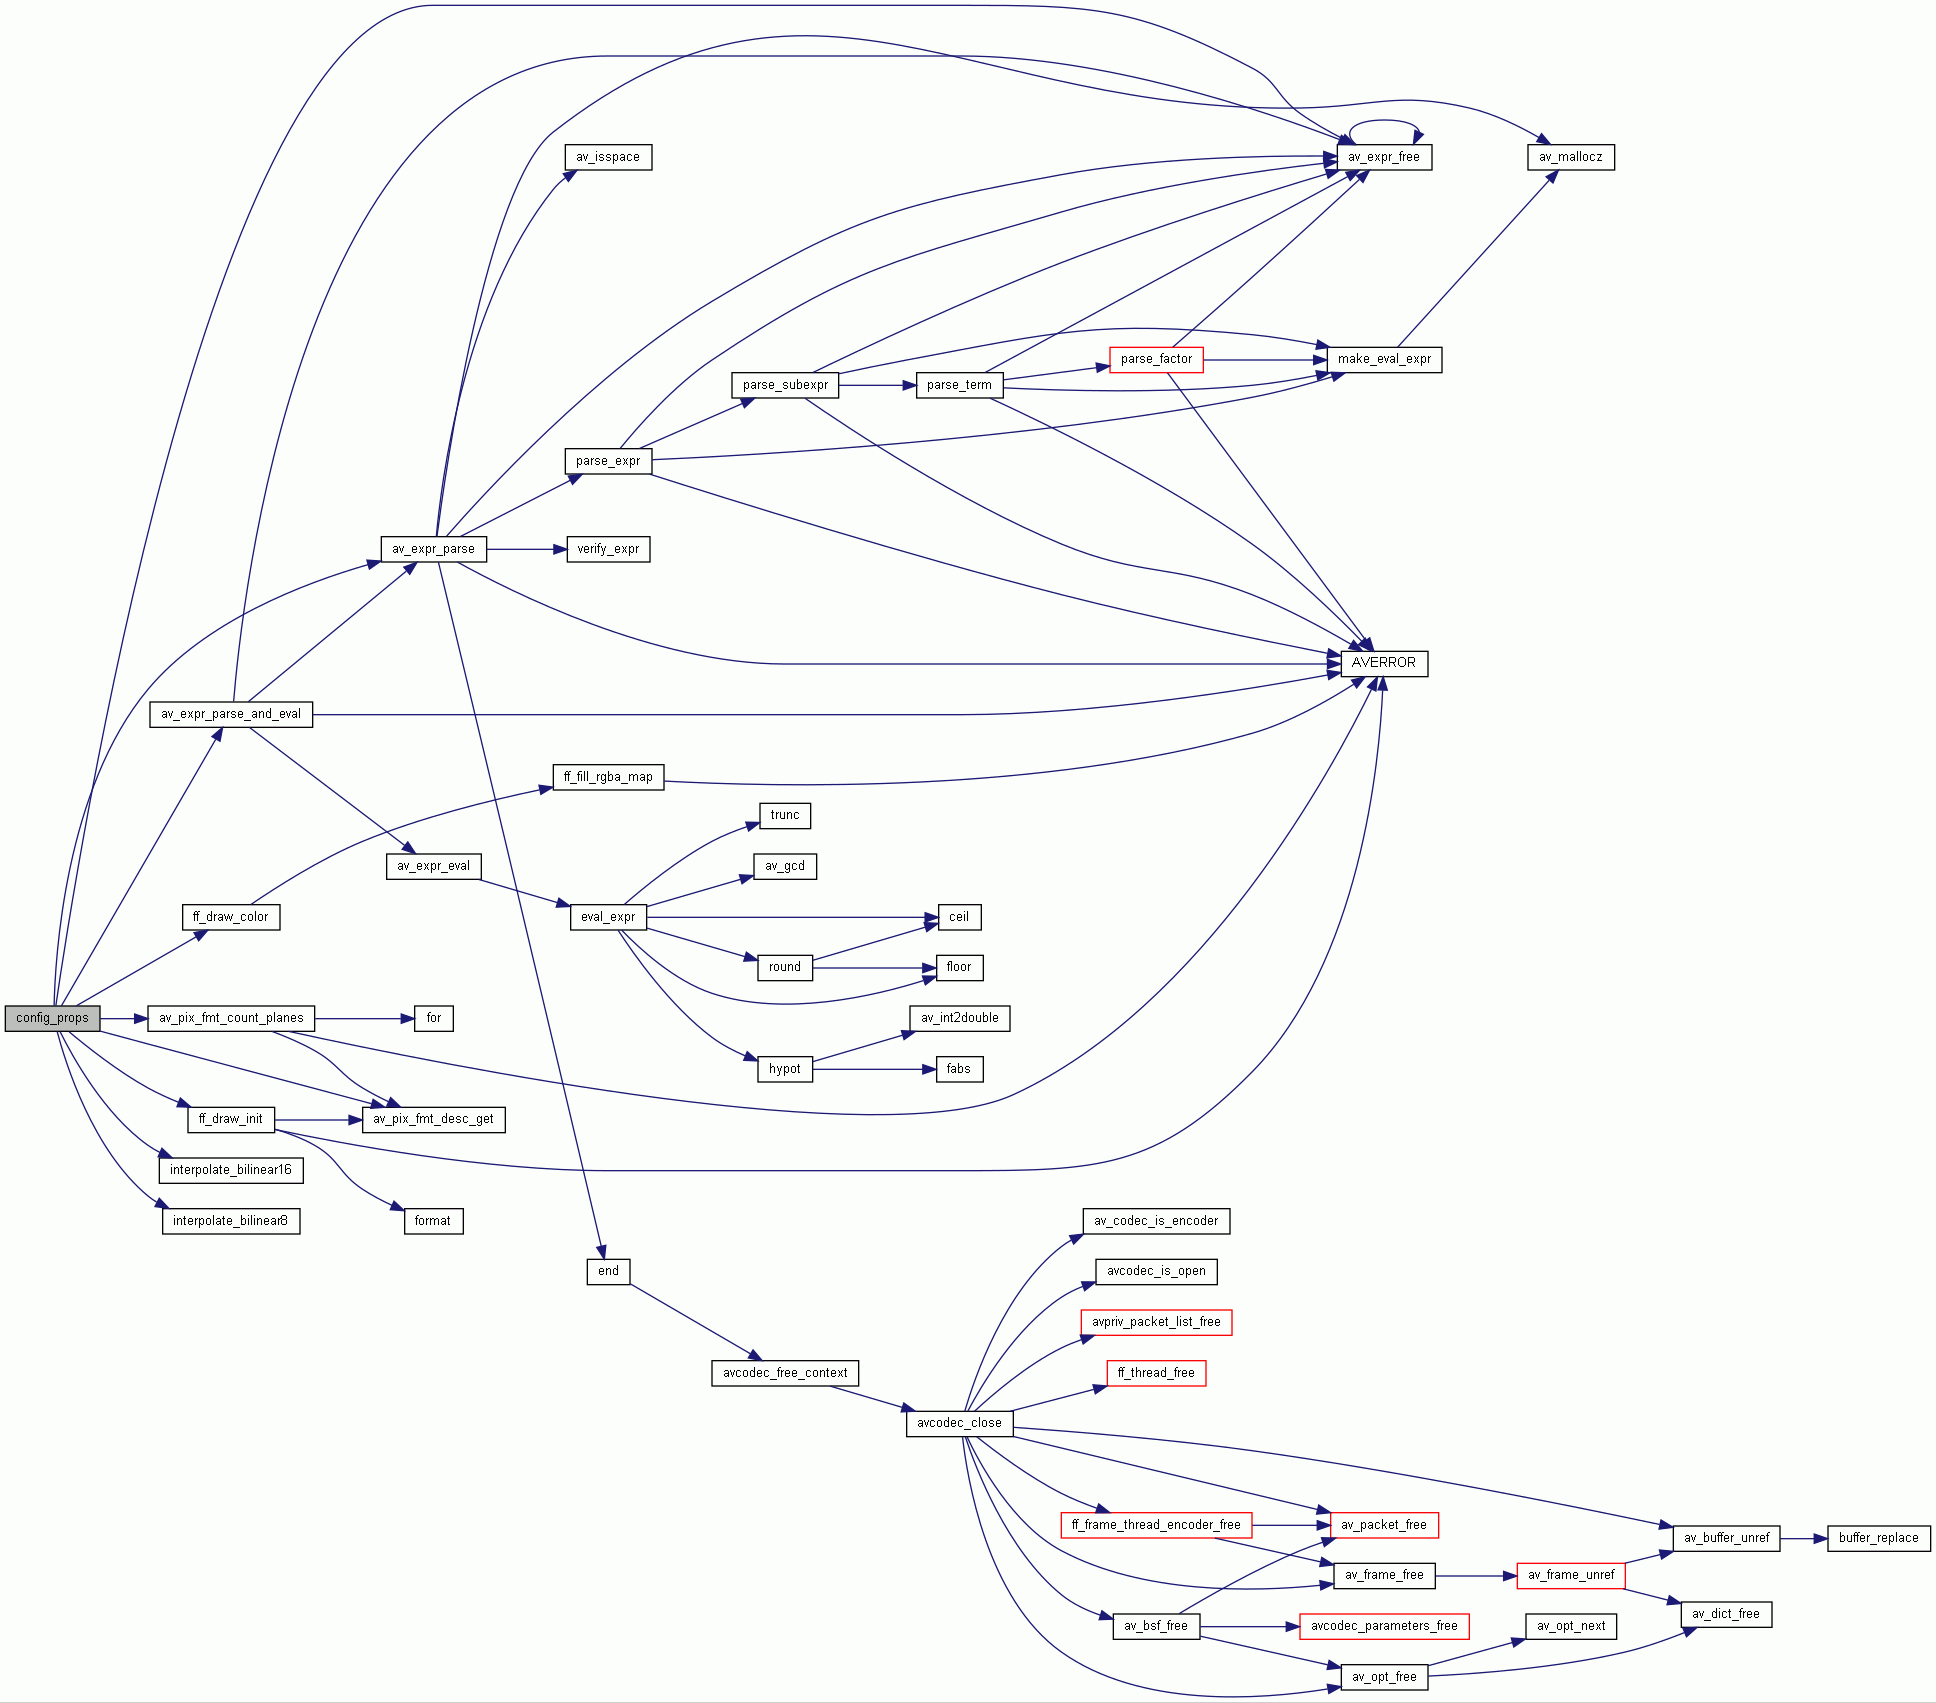 av_isspace
av_expr_free
av_mallocz
parse_factor
make_eval_expr
parse_subexpr
parse_term
parse_expr
av_expr_parse
verify_expr
AVERROR
av_expr_parse_and_eval
ff_fill_rgba_map
trunc
av_expr_eval
av_gcd
ff_draw_color
eval_expr
ceil
round
floor
config_props
av_pix_fmt_count_planes
for
av_int2double
hypot
fabs
ff_draw_init
av_pix_fmt_desc_get
interpolate_bilinear16
interpolate_bilinear8
format
av_codec_is_encoder
end
avcodec_is_open
avpriv_packet_list_free
avcodec_free_context
ff_thread_free
avcodec_close
ff_frame_thread_encoder_free
av_packet_free
av_buffer_unref
buffer_replace
av_frame_free
av_frame_unref
av_dict_free
av_bsf_free
avcodec_parameters_free
av_opt_next
av_opt_free